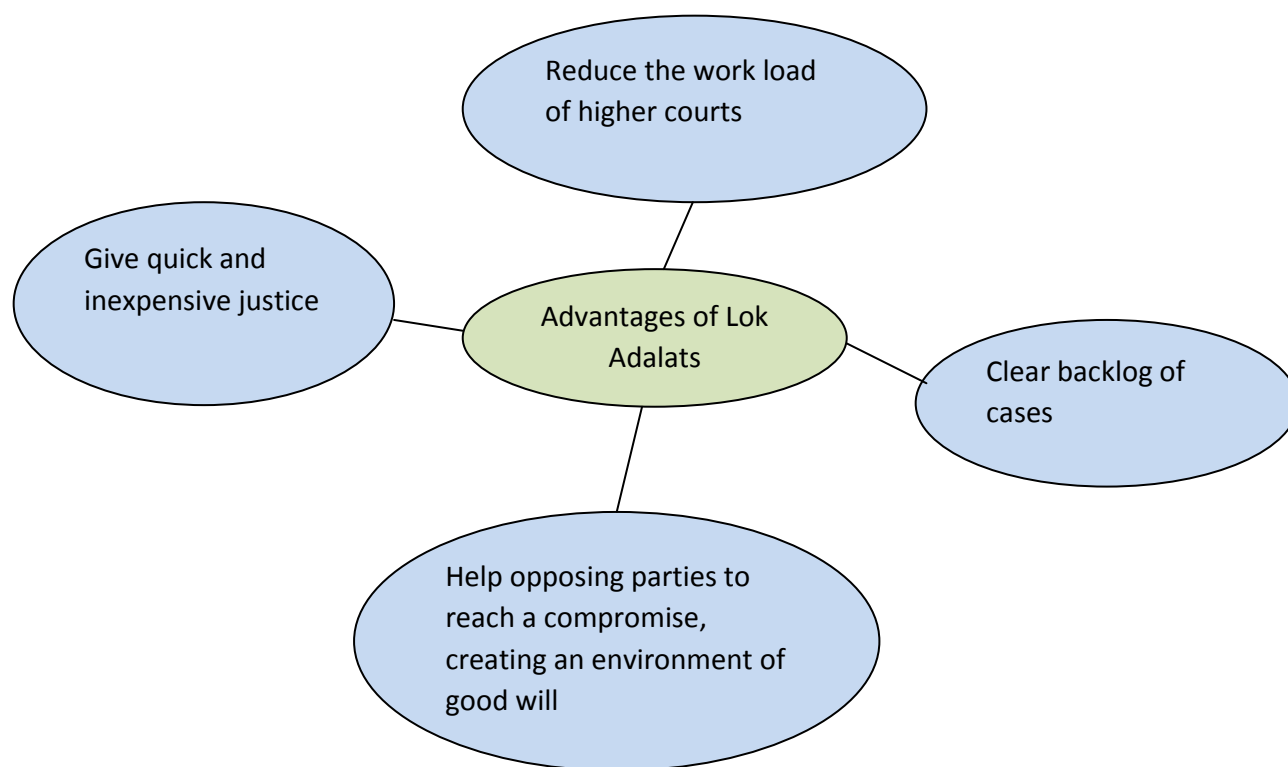 Reduce the work load
of higher courts
Give quick and
inexpensive justice
Advantages of Lok
Adalats
Clear backlog of
cases
Help opposing parties to
reach a compromise,
creating an environment of
good will